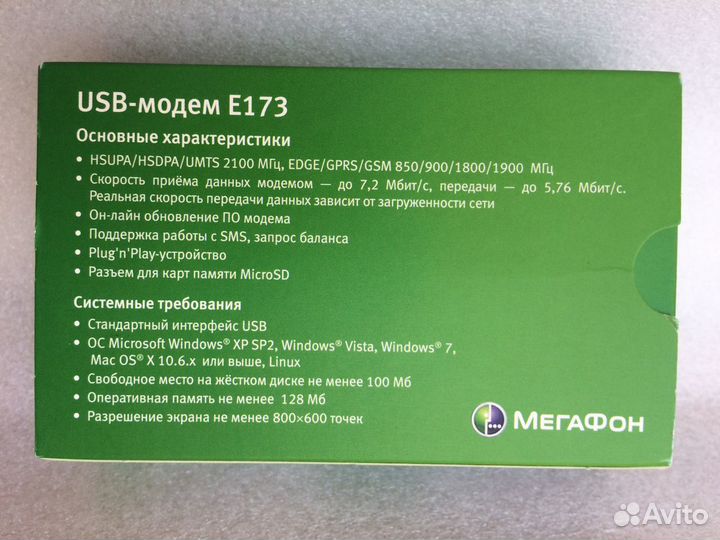 USB-модем E173
Основные характеристики
• HSUPA/HSDPA/UMTS 2100 МГц, EDGE/GPRS/GSM 850/900/1800/1900 МГц
• Скорость приёма данных модемом — до 7,2 Мбит/с, передачи — до 5,76 Мбит/с.
Реальная скорость передачи данных зависит от загруженности сети
• Он-лайн обновление ПО модема
• Поддержка работы с SMS, запрос баланса
• Plug'n'Play-устройство
• Разъем для карт памяти MicroSD
Системные требования
• Стандартный интерфейс USB
• ОС Microsoft Windows® XP SP2, Windows® Vista, Windows® 7,
Mac OS® X 10.6.x или выше, Linux
• Свободное место на жёстком диске не менее 100 Мб
• Оперативная память не менее 128 Мб
• Разрешение экрана не менее 800×600 точек
МЕГАФОН
Avito